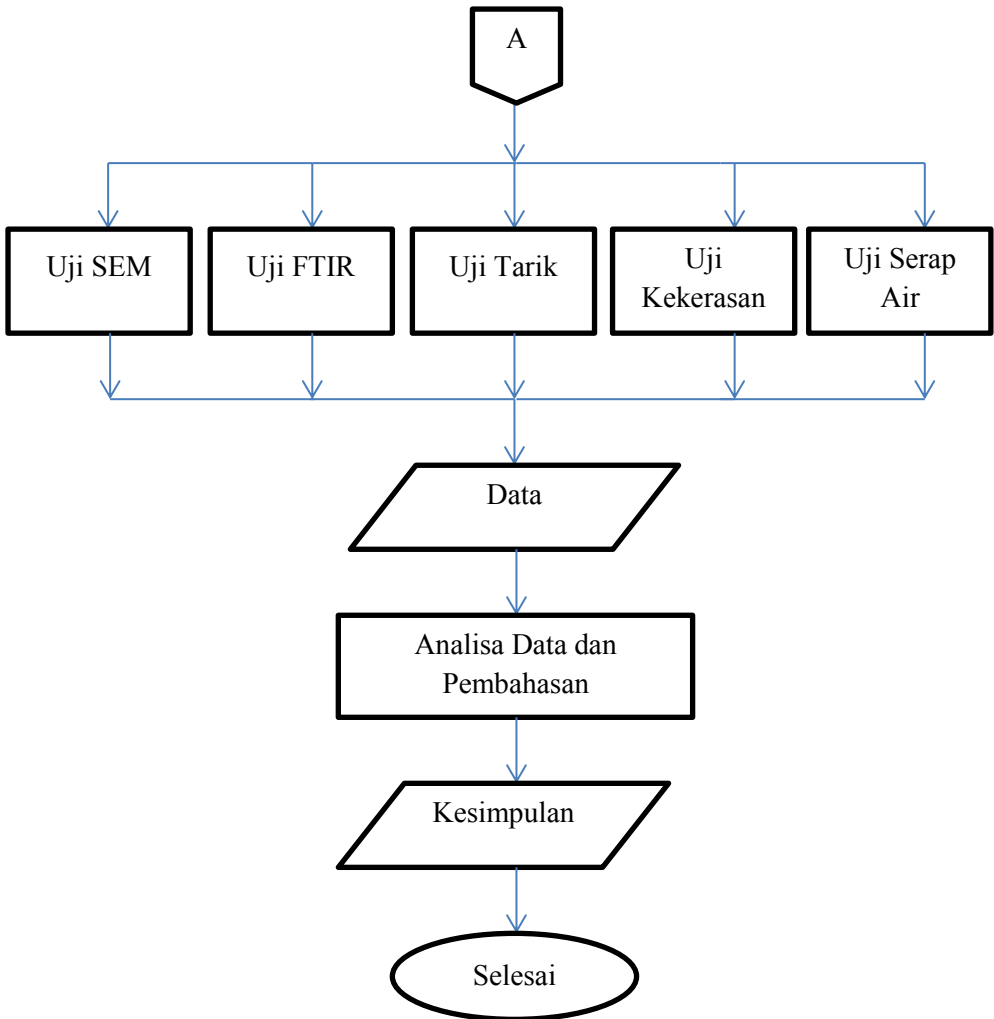 A
Uji SEM
Uji FTIR
Uji Tarik
Uji
Kekerasan
Uji Serap
Air
Data
Analisa Data dan
Pembahasan
Kesimpulan
Selesai